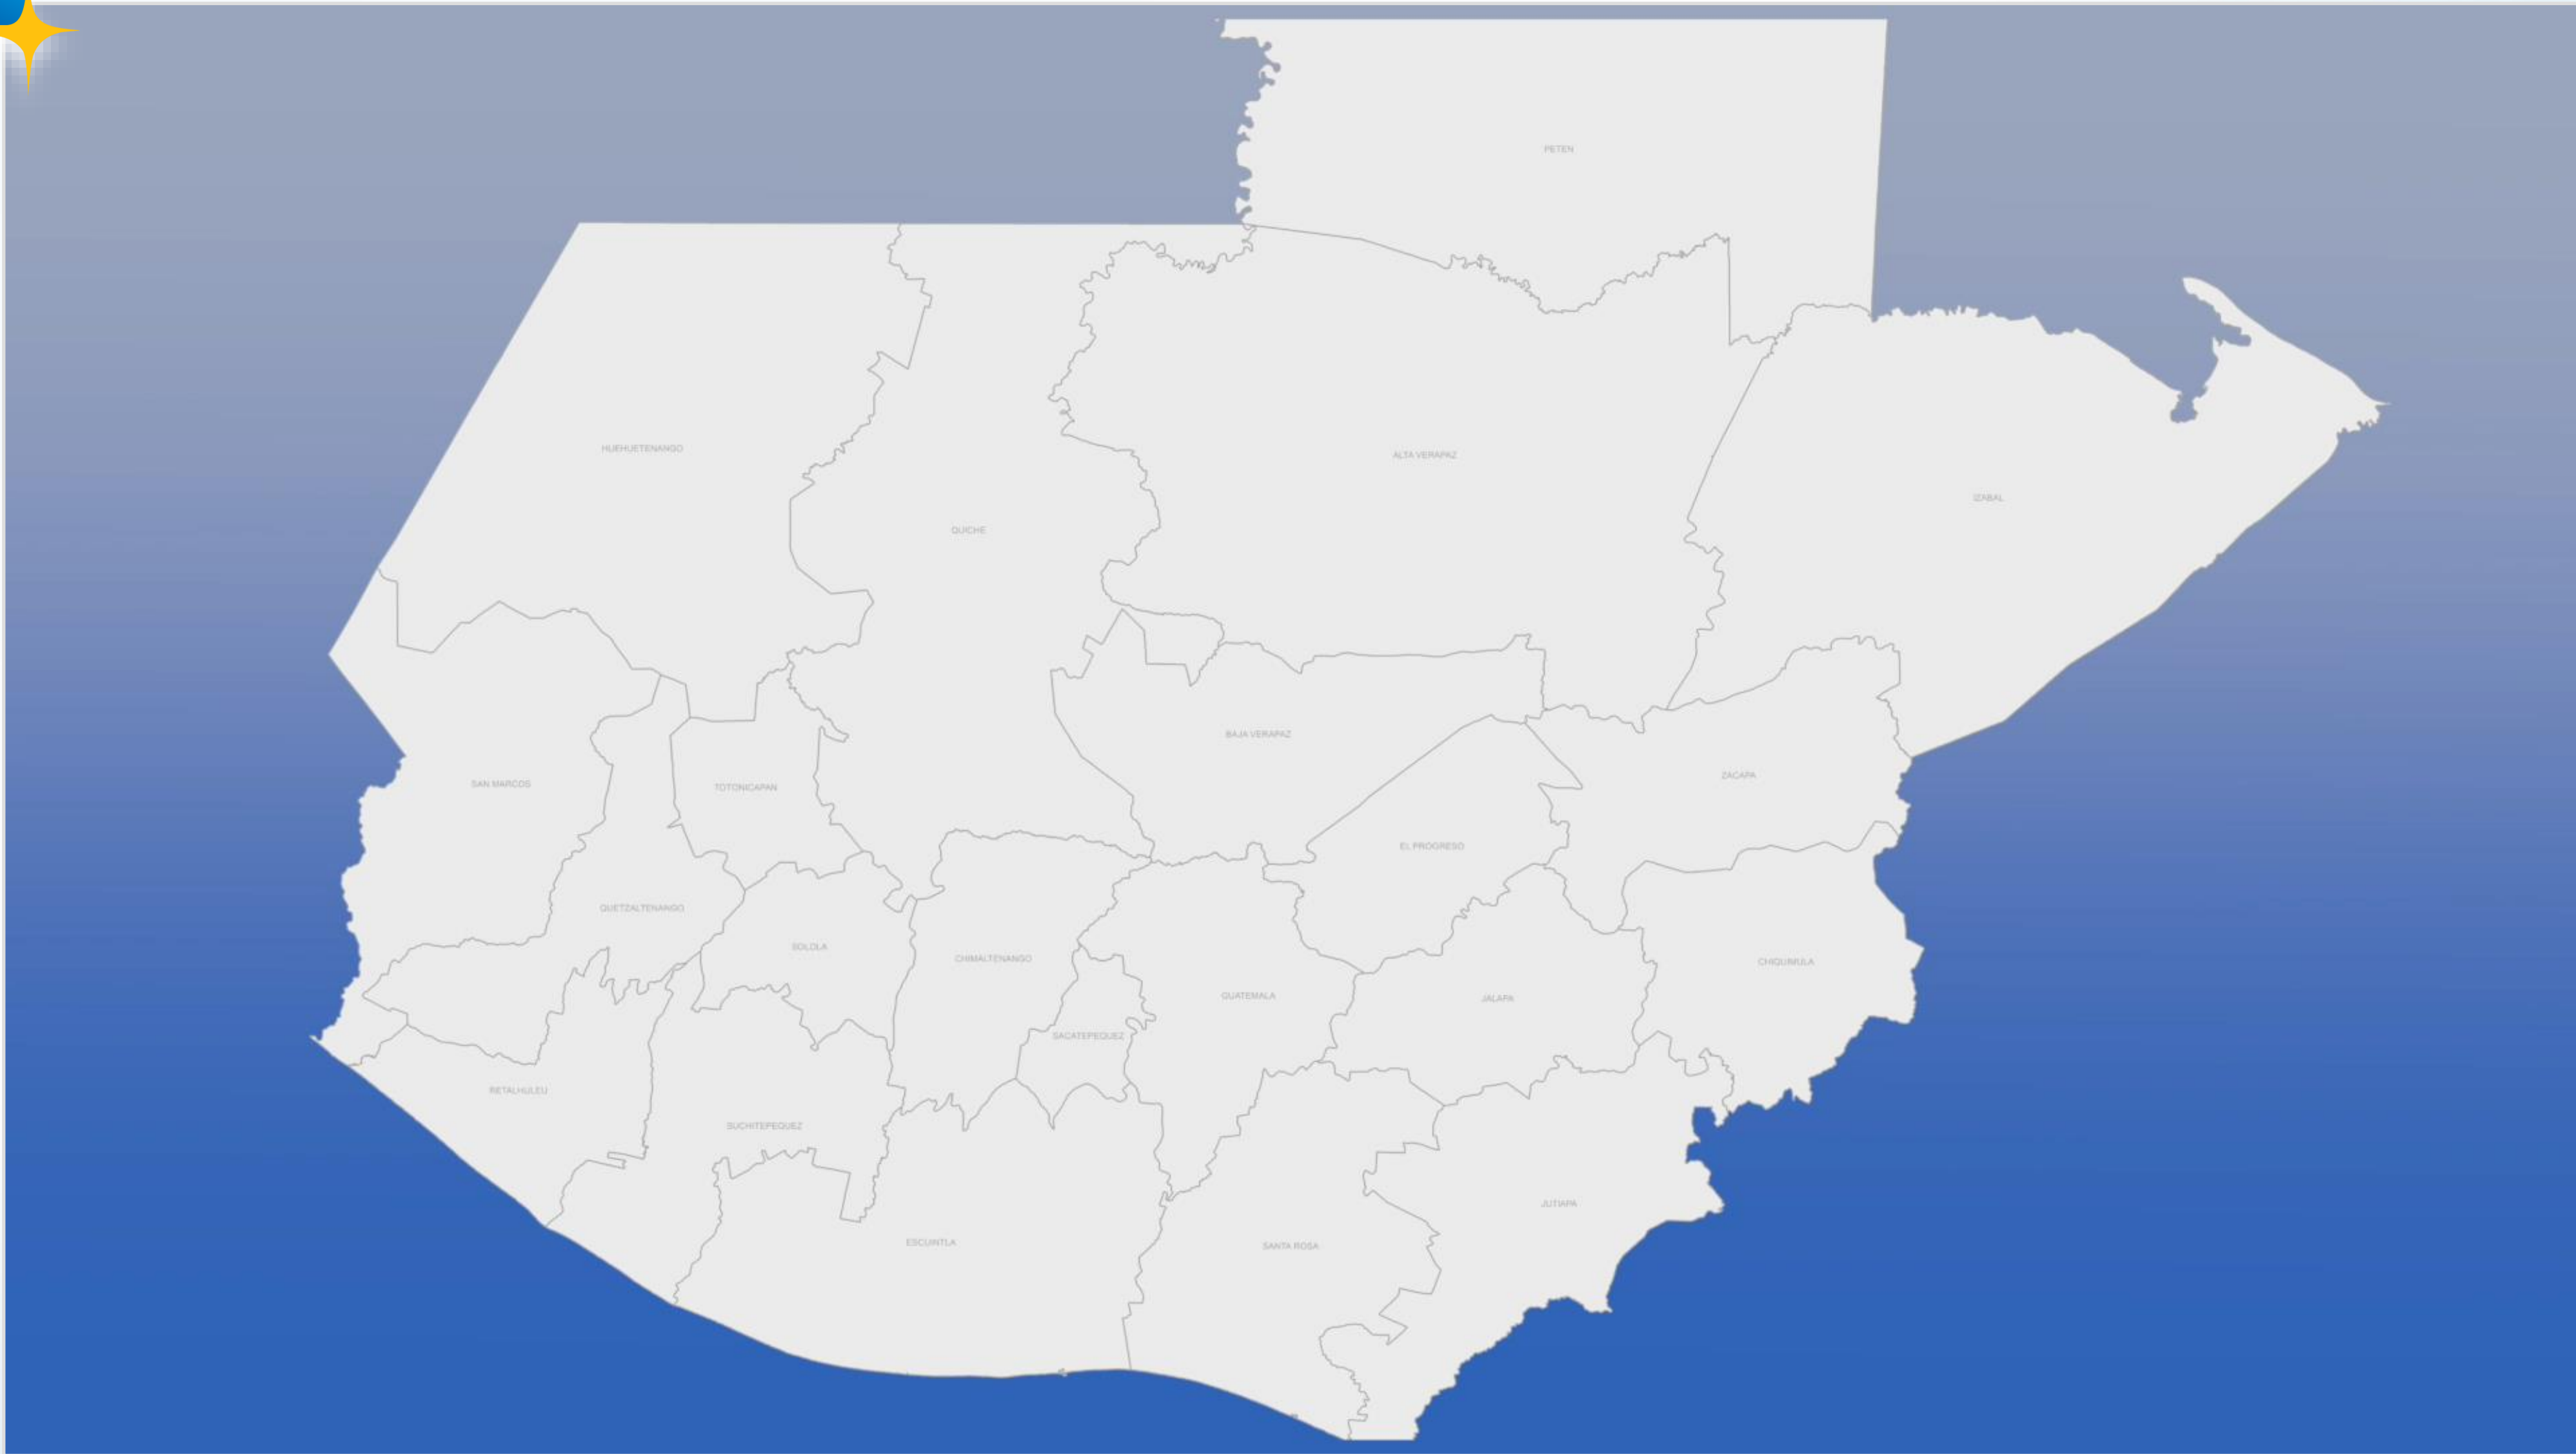 PETEN
HUEHUETENANGO
ALTA VERAPAZ
IZABAL
QUICHE
BAJA VERAPAZ
ZACAPA
SAN MARCOS
TOTONICAPAN
EL PROGRESO
QUETZALTENANGO
SOLOLA
CHIMALTENANGO
CHIQUIMULA
GUATEMALA
JALAPA
SACATEPEQUEZ
RETALHULEU
SUCHITEPEQUEZ
JUTIAPA
ESCUINTLA
SANTA ROSA